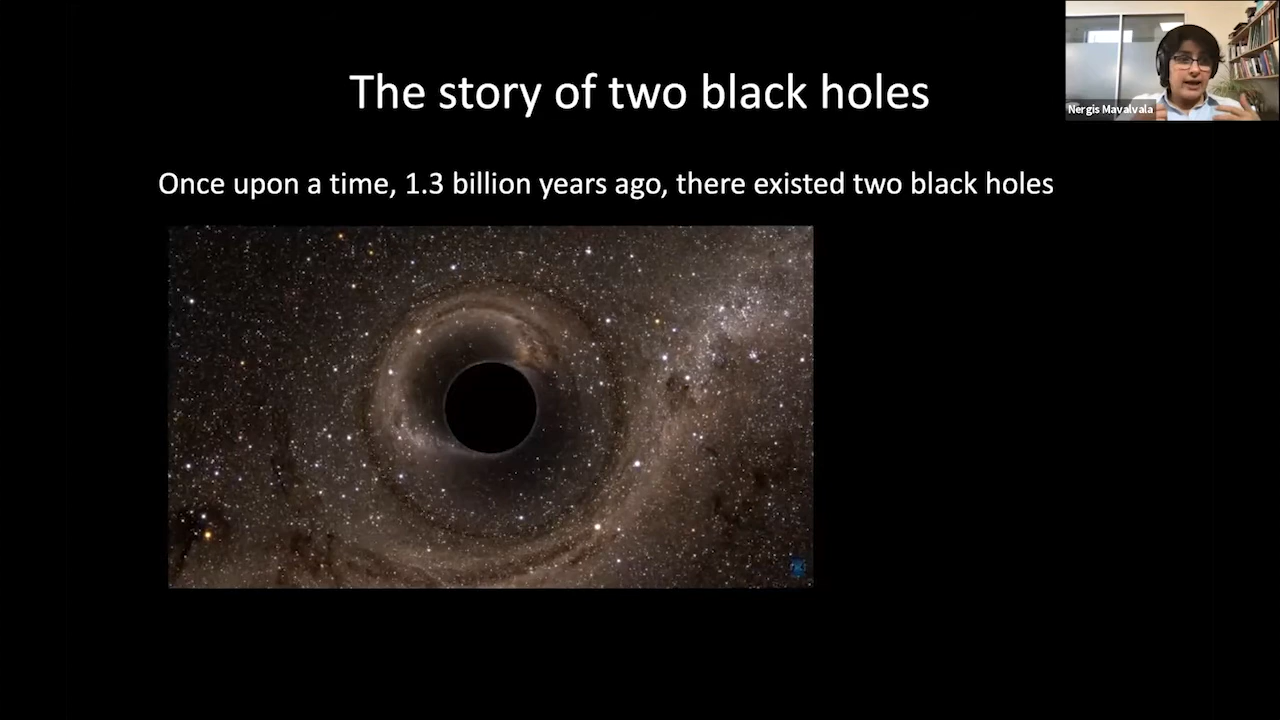 The story of two black holes
Nergis Mavalvala
Once upon a time, 1.3 billion years ago, there existed two black holes